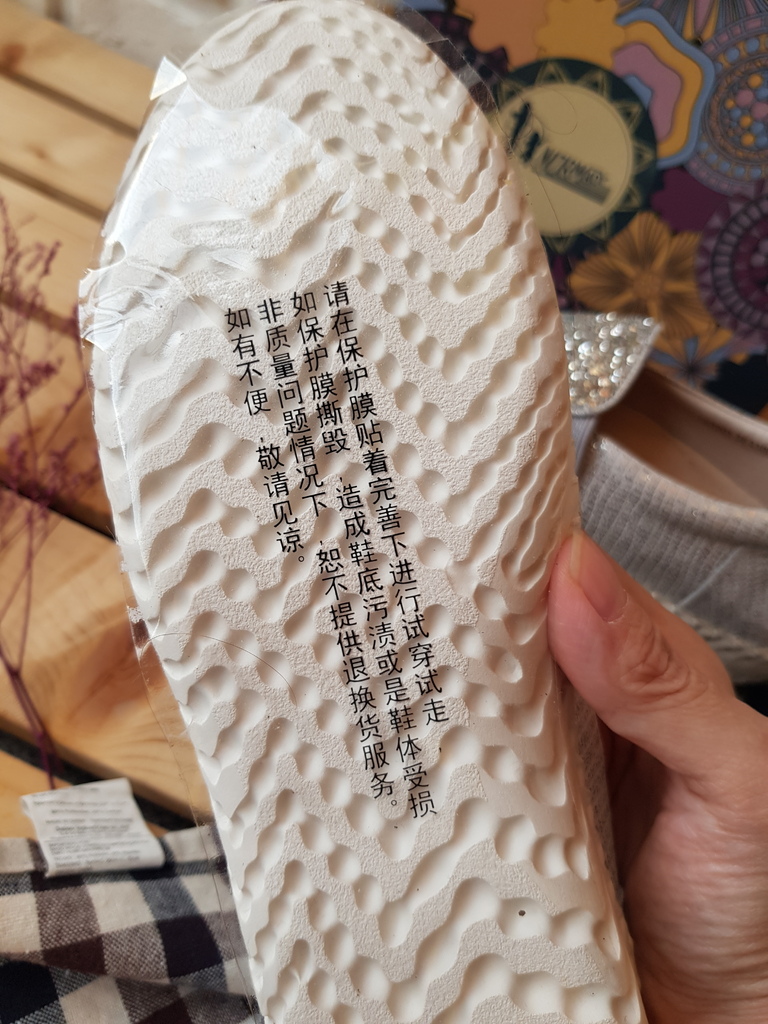 请在保护膜贴着完善下进行试穿试走,
如保护膜撕毁,造成鞋底污渍或是鞋体受损
非质量问题情况下,恕不提供退换货服务。
如有不便,敬请见谅。